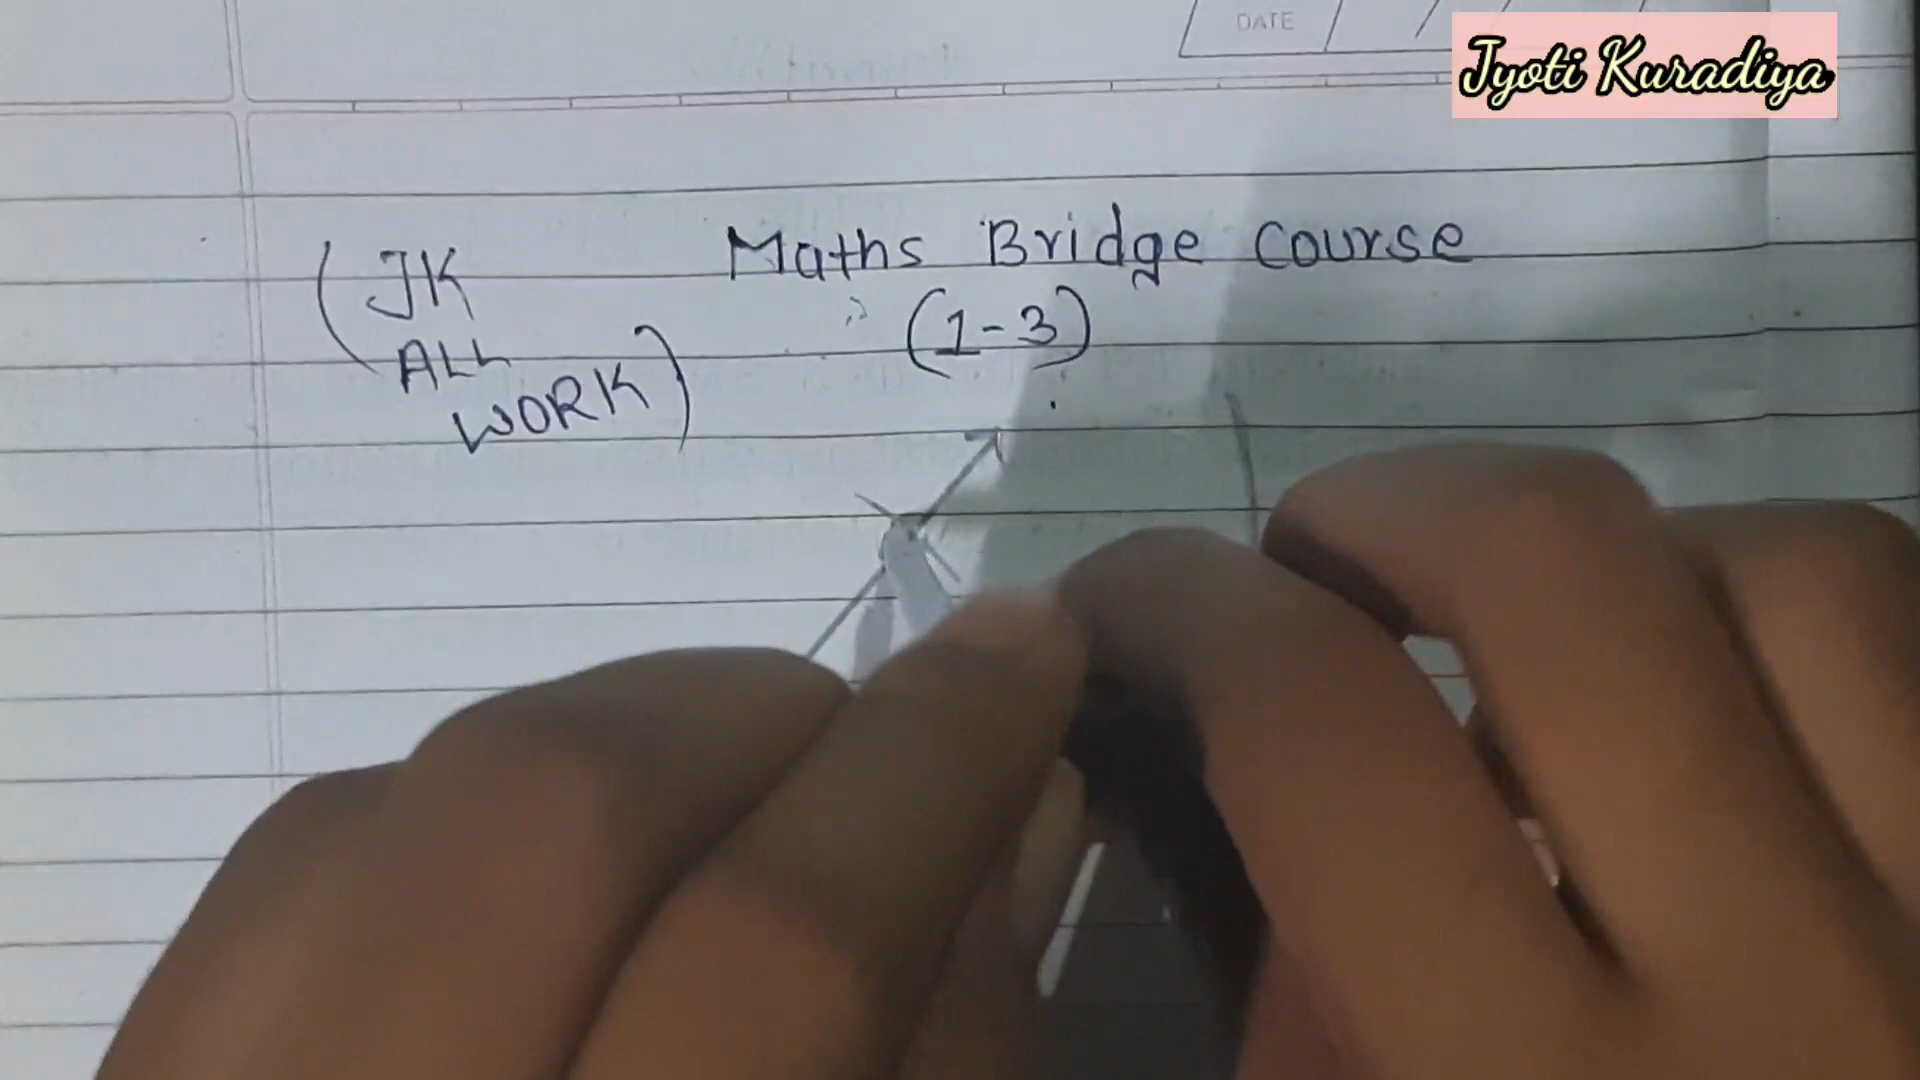 DATE
Jyoti Kuradiya
Maths Bridge Course
(1-3)
(JK
ALL
WORK)